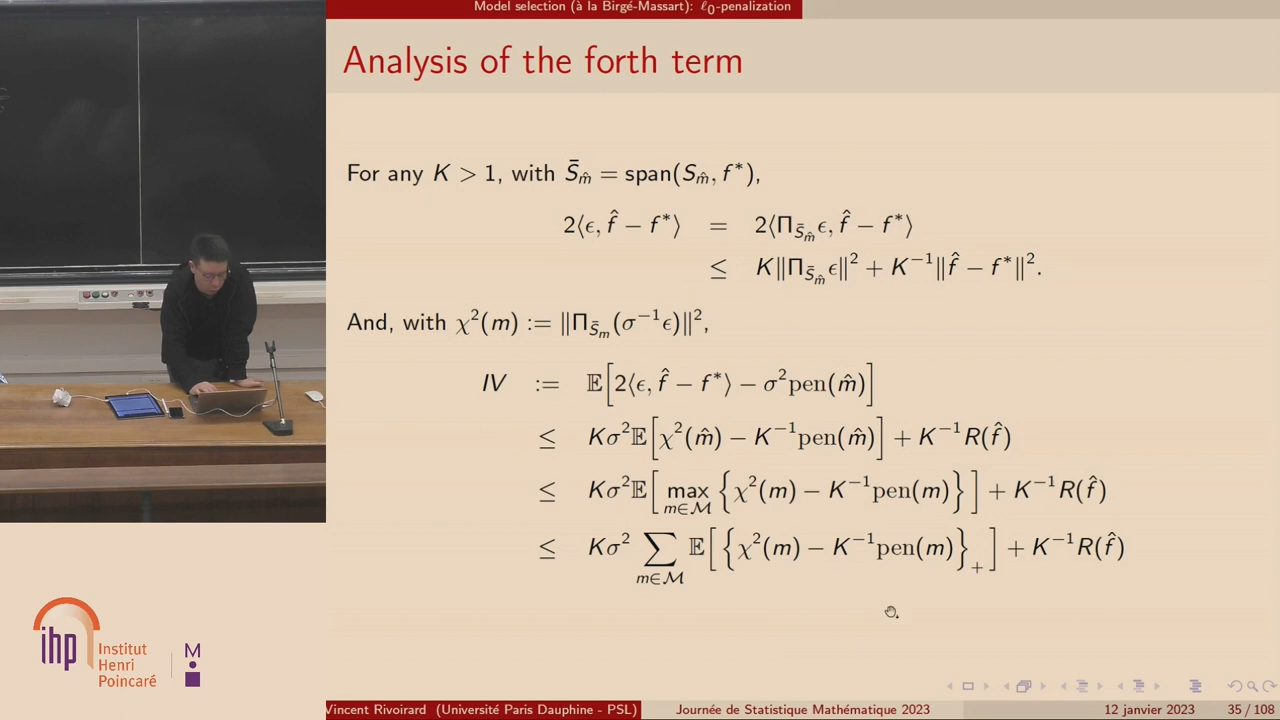 Model selection (à la Birgé-Massart): ℓ₀-penalization
Analysis of the forth term
For any K > 1, with S̄_m̂ = span(S_m̂, f*),
2⟨ϵ, f̂ − f*⟩ = 2⟨Π_S̄_m̂ ϵ, f̂ − f*⟩
≤ K‖Π_S̄_m̂ ϵ‖² + K⁻¹‖f̂ − f*‖².
And, with χ²(m) := ‖Π_S̄_m(σ⁻¹ϵ)‖²,
IV := 𝔼[2⟨ϵ, f̂ − f*⟩ − σ²pen(m̂)]
≤ Kσ²𝔼[χ²(m̂) − K⁻¹pen(m̂)] + K⁻¹R(f̂)
≤ Kσ²𝔼[max_{m∈ℳ} {χ²(m) − K⁻¹pen(m)}] + K⁻¹R(f̂)
≤ Kσ² ∑_{m∈ℳ} 𝔼[{χ²(m) − K⁻¹pen(m)}₊] + K⁻¹R(f̂)
ihp Institut
Henri
Poincaré
M
Vincent Rivoirard (Université Paris Dauphine - PSL)
Journée de Statistique Mathématique 2023
12 janvier 2023
35 / 108